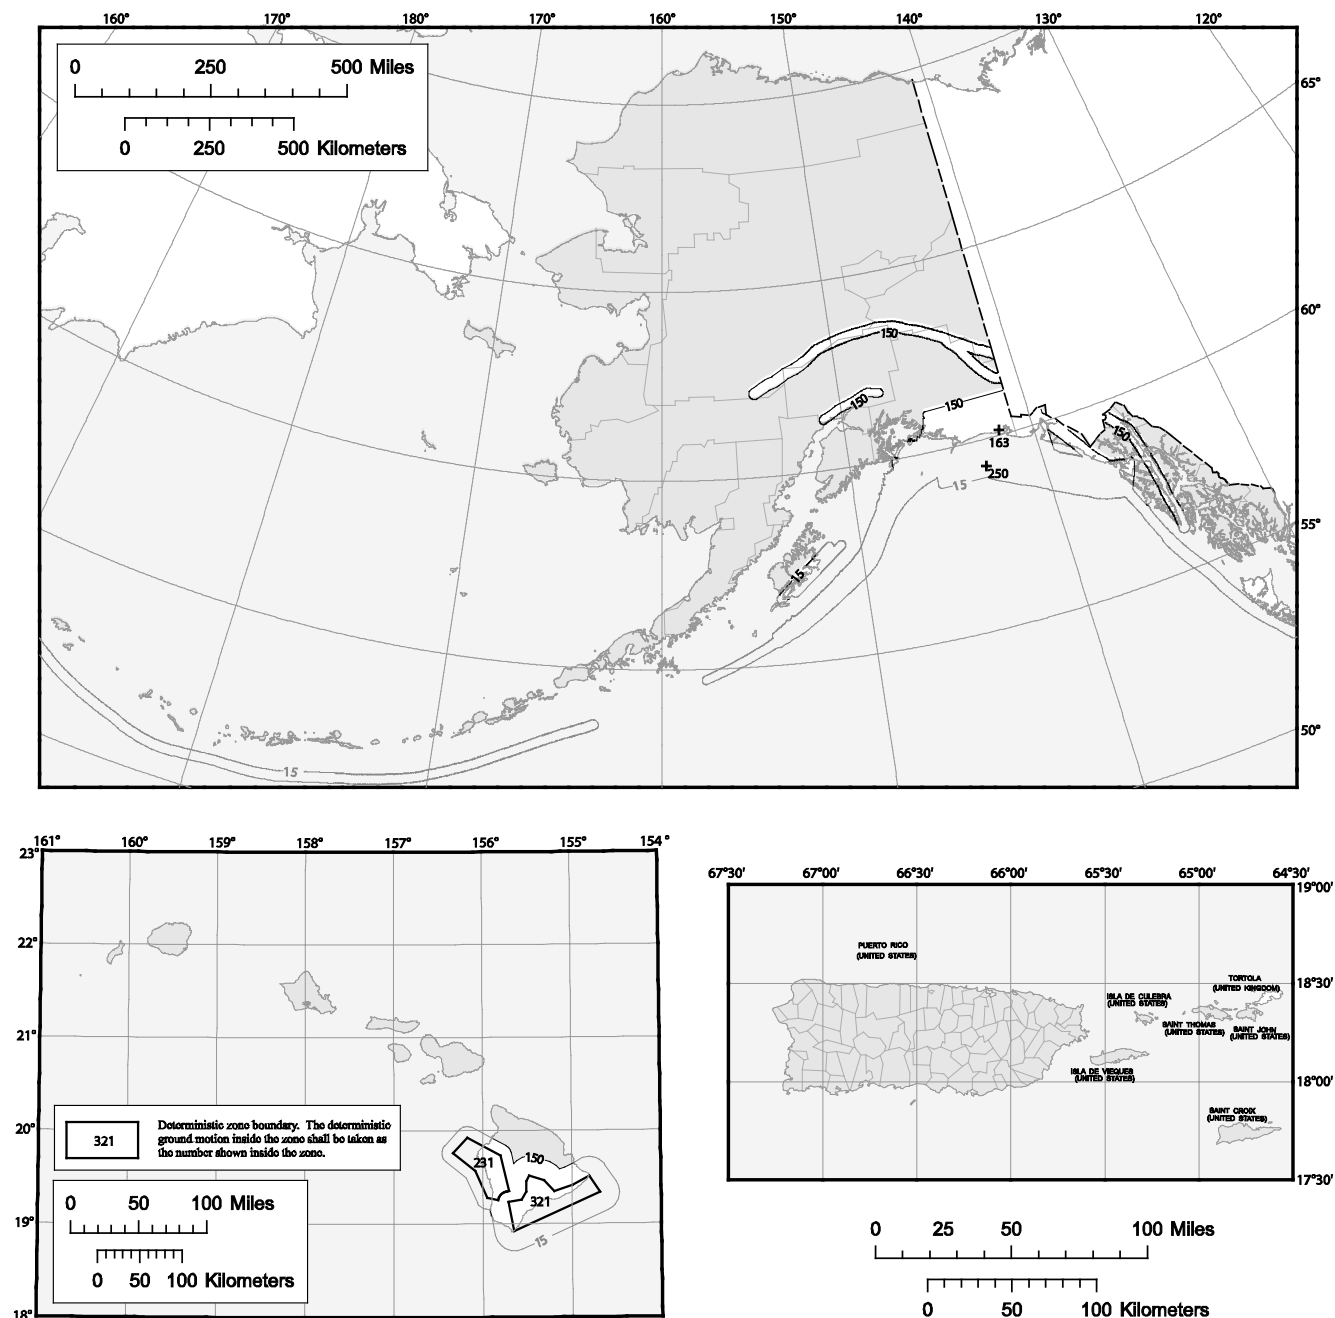 160° 170° 180° 170° 160° 150° 140° 130° 120°
0 250 500 Miles
0 250 500 Kilometers
65°
60°
55°
50°
150
150
150
150
163
250
15
15
15
161° 160° 159° 158° 157° 156° 155° 154°
23°
22°
21°
20°
19°
18°
321
Deterministic zone boundary. The deterministic
ground motion inside the zone shall be taken as
the number shown inside the zone.
231
150
321
15
0 50 100 Miles
0 50 100 Kilometers
67°30' 67°00' 66°30' 66°00' 65°30' 65°00' 64°30'
19°00'
18°30'
18°00'
17°30'
PUERTO RICO
(UNITED STATES)
TORTOLA
(UNITED KINGDOM)
ISLA DE CULEBRA
(UNITED STATES)
SAINT THOMAS
(UNITED STATES)
SAINT JOHN
(UNITED STATES)
ISLA DE VIEQUES
(UNITED STATES)
SAINT CROIX
(UNITED STATES)
0 25 50 100 Miles
0 50 100 Kilometers